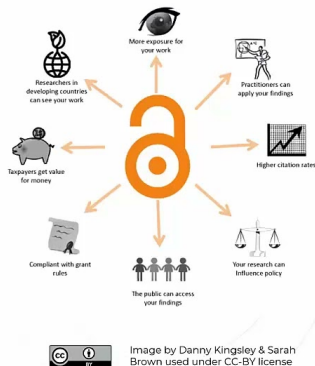 More exposure for
your work
Researchers in
developing countries
can see your work
Practitioners can
apply your findings
Taxpayers get value
for money
Higher citation rates
Compliant with grant
rules
Your research can
Influence policy
The public can access
your findings
cc
BY
Image by Danny Kingsley & Sarah
Brown used under CC-BY license